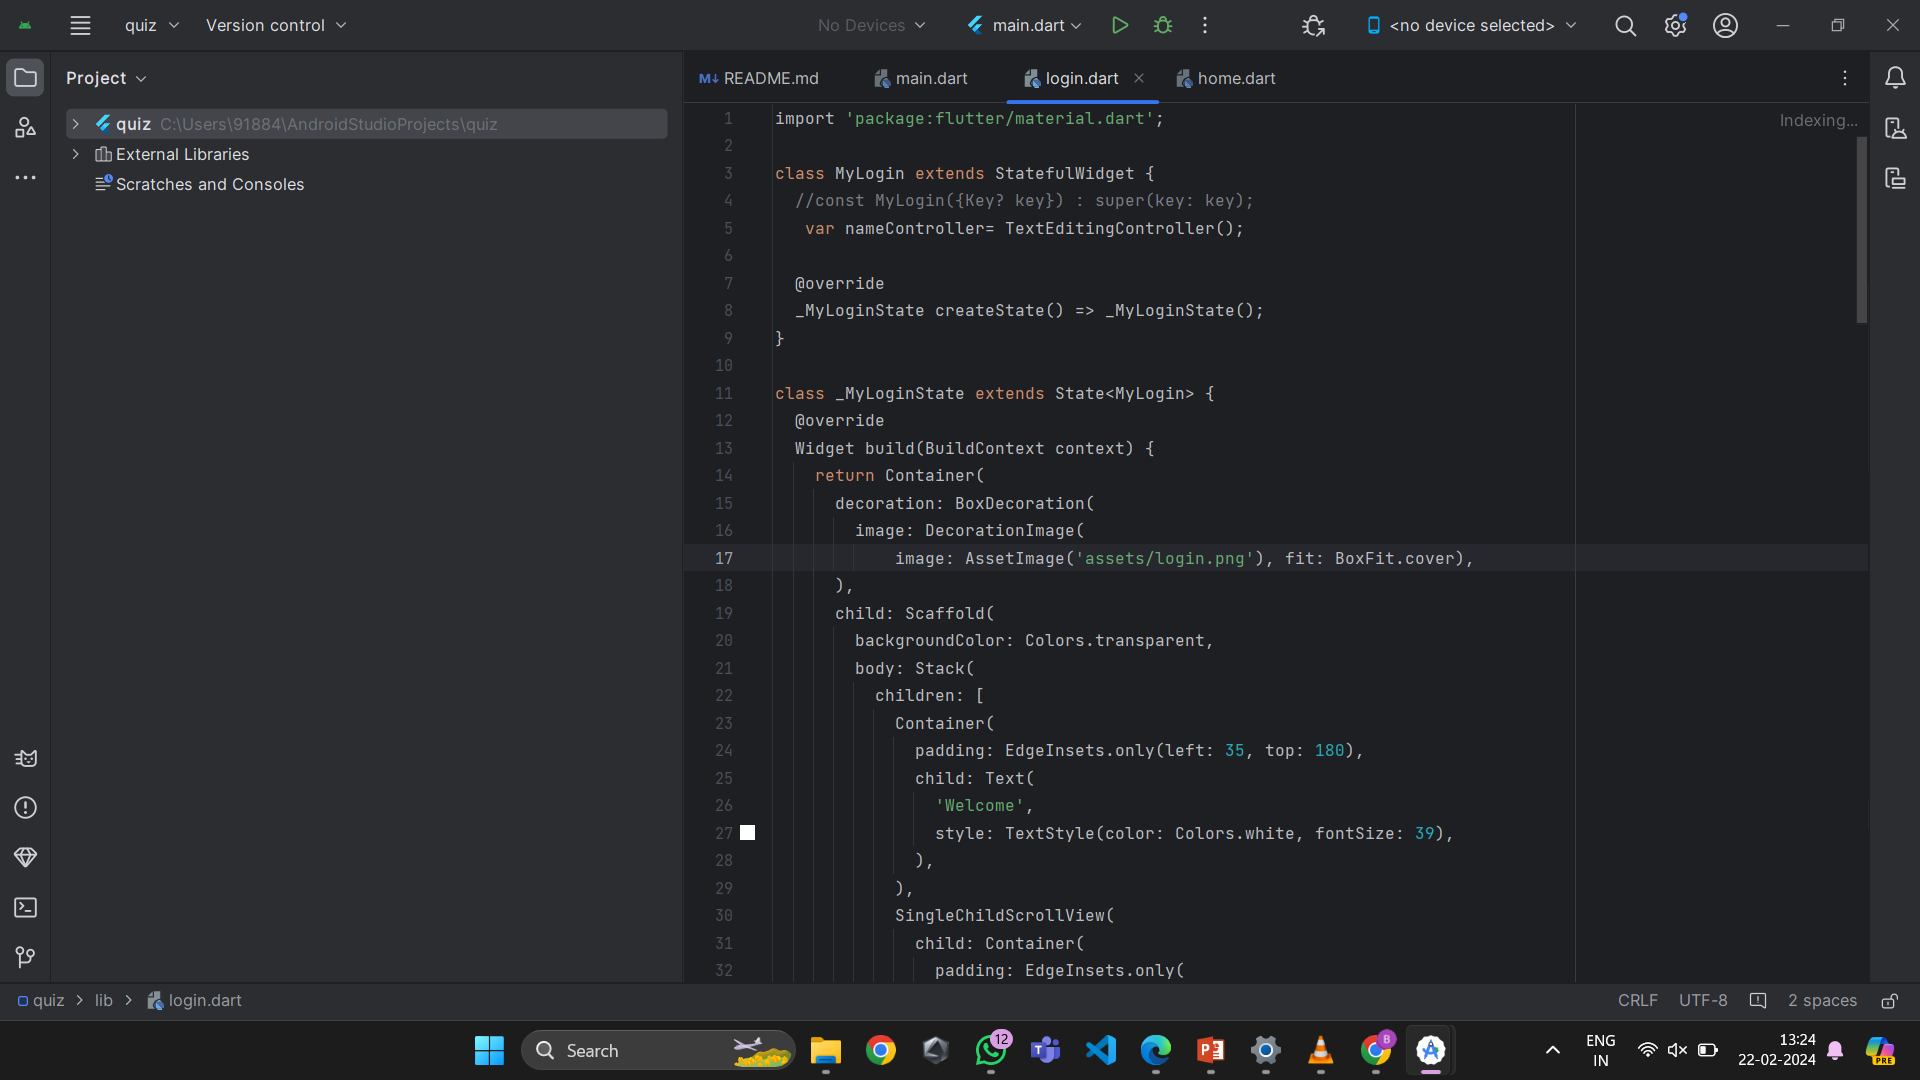 quiz Version control No Devices main.dart <no device selected>
Project
README.md main.dart login.dart home.dart
quiz C:\Users\91884\AndroidStudioProjects\quiz
External Libraries
Scratches and Consoles
Indexing...
1 import 'package:flutter/material.dart';
2
3 class MyLogin extends StatefulWidget {
4 //const MyLogin({Key? key}) : super(key: key);
5 var nameController= TextEditingController();
6
7 @override
8 _MyLoginState createState() => _MyLoginState();
9 }
10
11 class _MyLoginState extends State<MyLogin> {
12 @override
13 Widget build(BuildContext context) {
14 return Container(
15 decoration: BoxDecoration(
16 image: DecorationImage(
17 image: AssetImage('assets/login.png'), fit: BoxFit.cover),
18 ),
19 child: Scaffold(
20 backgroundColor: Colors.transparent,
21 body: Stack(
22 children: [
23 Container(
24 padding: EdgeInsets.only(left: 35, top: 180),
25 child: Text(
26 'Welcome',
27 style: TextStyle(color: Colors.white, fontSize: 39),
28 ),
29 ),
30 SingleChildScrollView(
31 child: Container(
32 padding: EdgeInsets.only(
quiz > lib > login.dart
CRLF UTF-8 2 spaces
Search
12
B
ENG
IN
13:24
22-02-2024
PRE